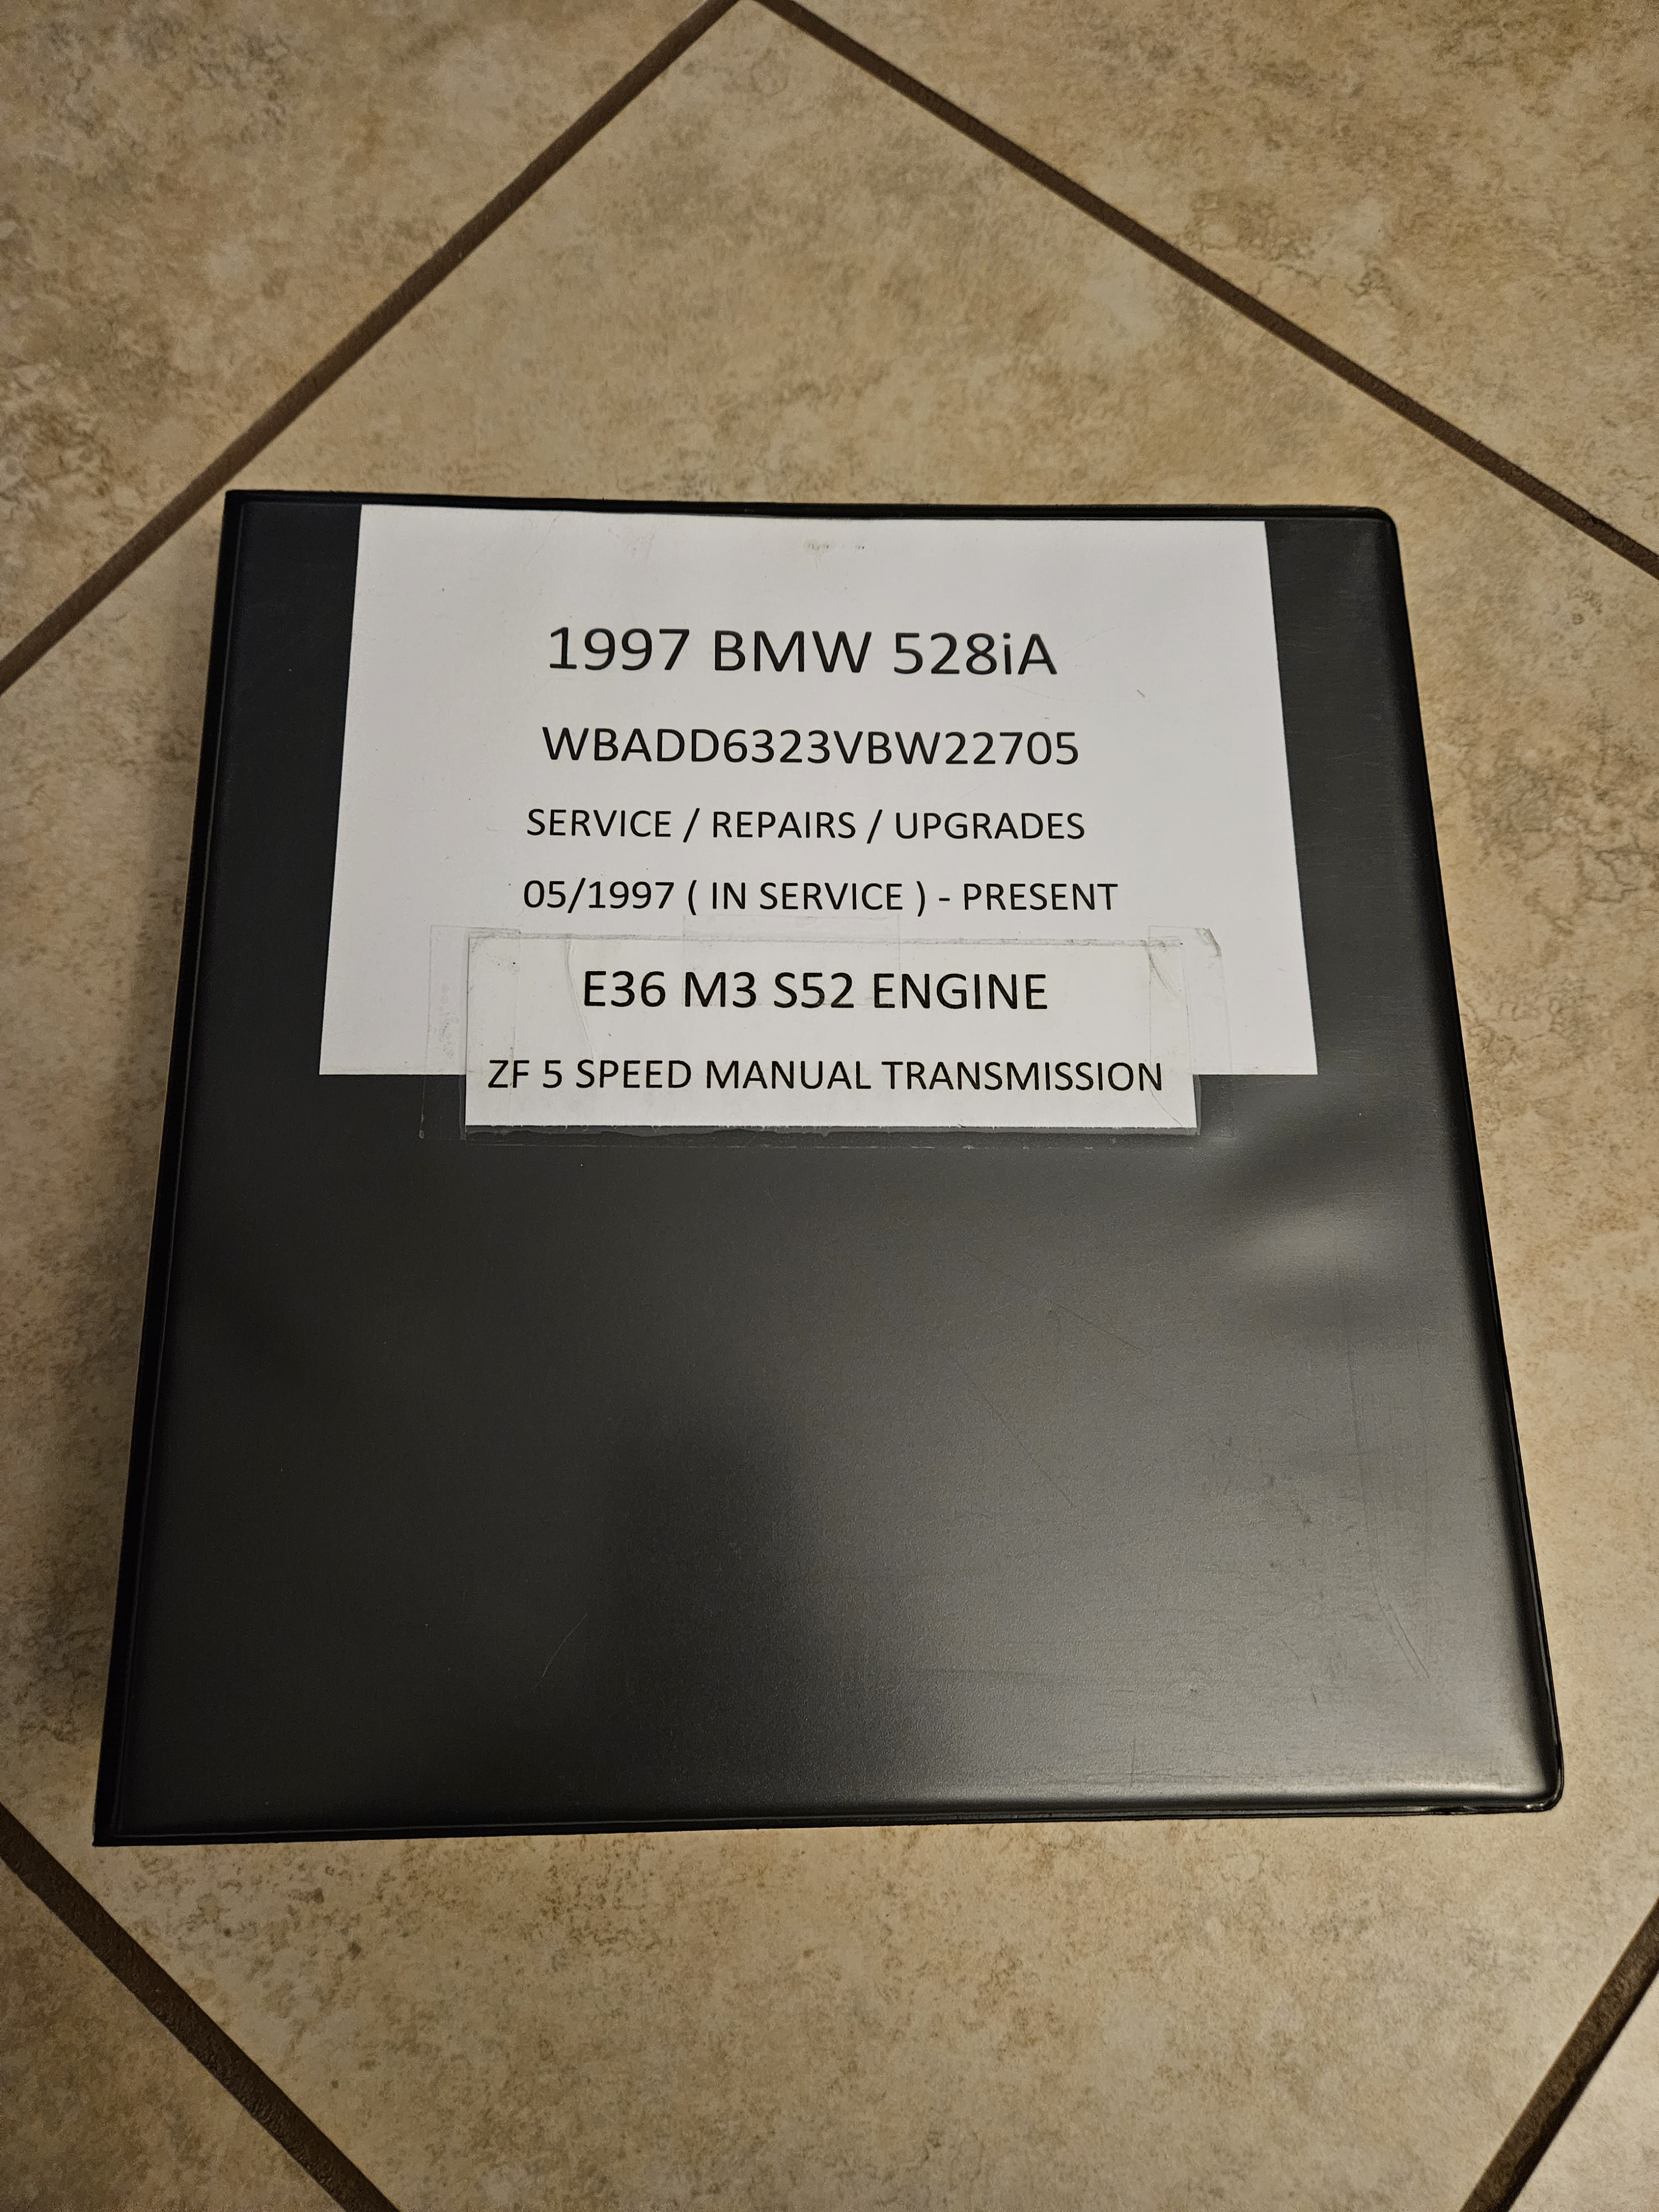 1997 BMW 528iA
WBADD6323VBW22705
SERVICE / REPAIRS / UPGRADES
05/1997 ( IN SERVICE ) - PRESENT
E36 M3 S52 ENGINE
ZF 5 SPEED MANUAL TRANSMISSION